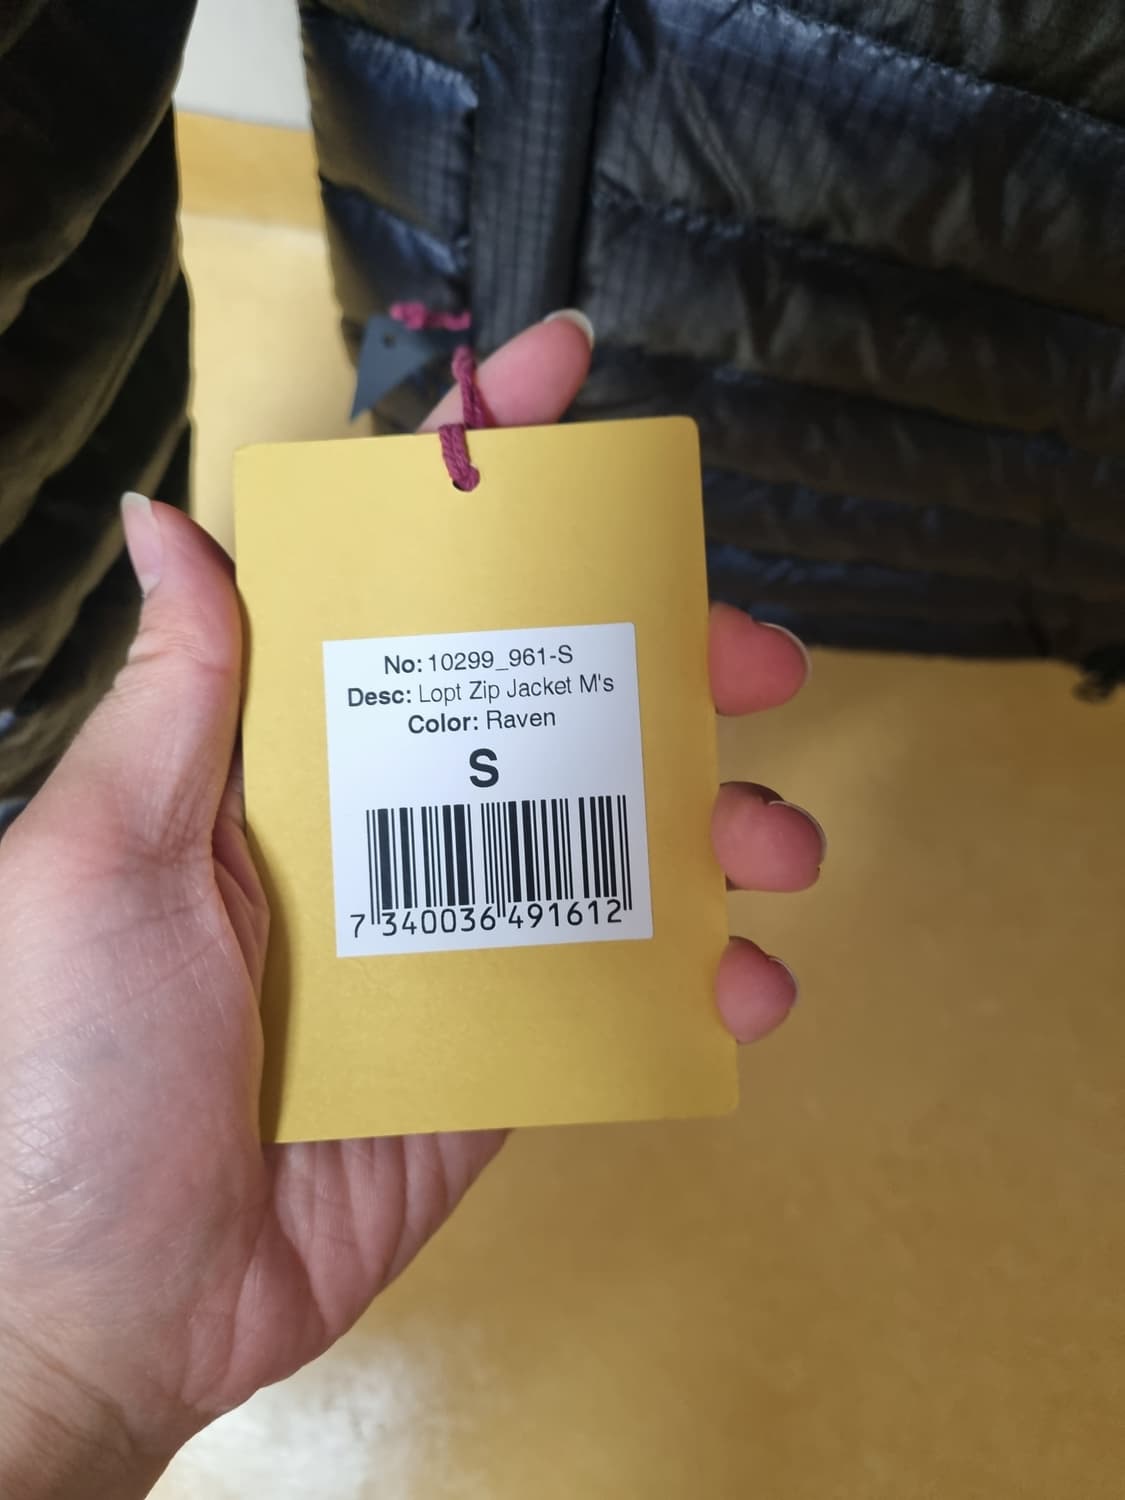 No: 10299_961-S
Desc: Lopt Zip Jacket M's
Color: Raven
S
7 340036 491612